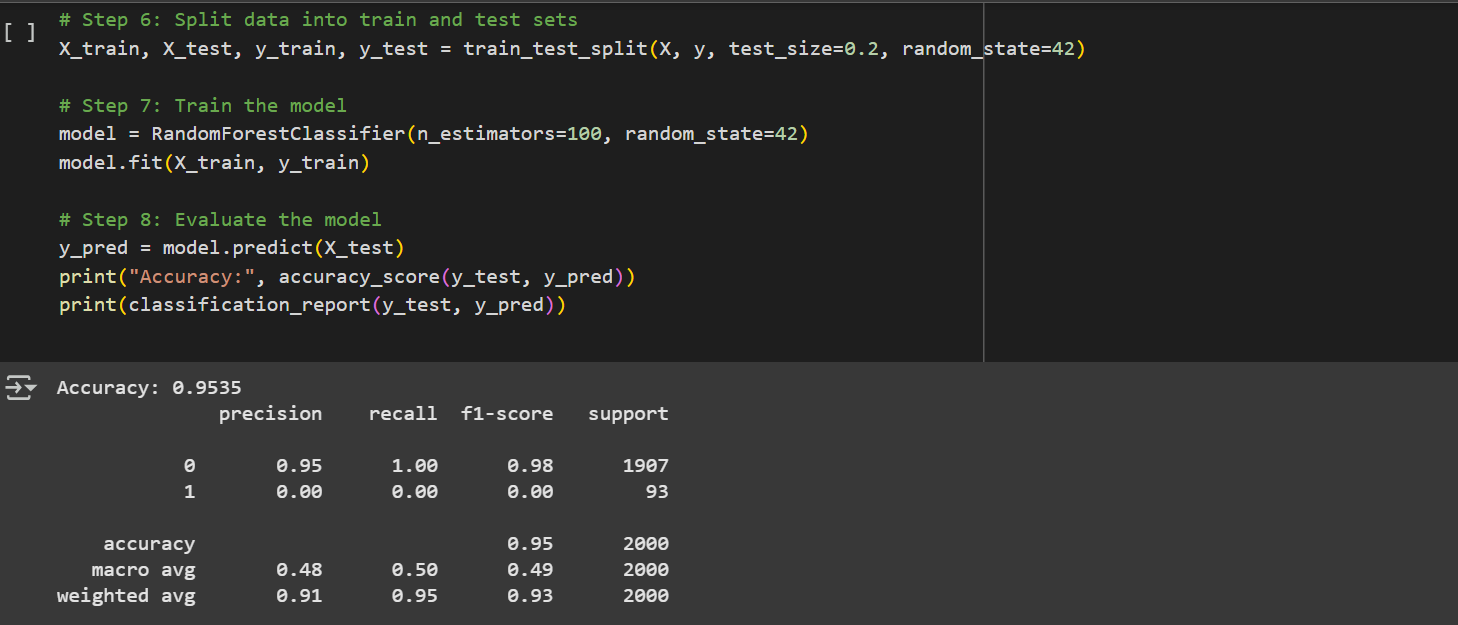 # Step 6: Split data into train and test sets
[ ] X_train, X_test, y_train, y_test = train_test_split(X, y, test_size=0.2, random_state=42)
# Step 7: Train the model
model = RandomForestClassifier(n_estimators=100, random_state=42)
model.fit(X_train, y_train)
# Step 8: Evaluate the model
y_pred = model.predict(X_test)
print("Accuracy:", accuracy_score(y_test, y_pred))
print(classification_report(y_test, y_pred))
Accuracy: 0.9535
precision recall f1-score support
0 0.95 1.00 0.98 1907
1 0.00 0.00 0.00 93
accuracy 0.95 2000
macro avg 0.48 0.50 0.49 2000
weighted avg 0.91 0.95 0.93 2000